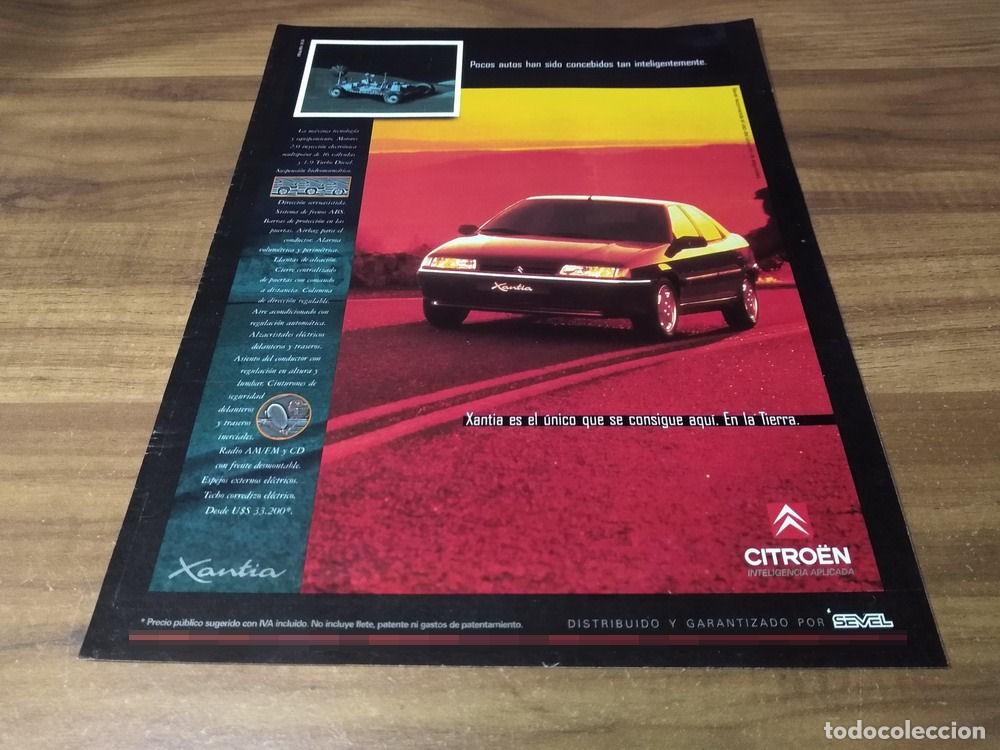 Pocos autos han sido concebidos tan inteligentemente.
La máxima tecnología
y equipamiento. Motores
2.0 inyección electrónica
multipunto de 16 válvulas
y 1.9 Turbo Diesel.
Suspensión hidroneumática.
Dirección servoasistida.
Sistema de frenos ABS.
Barras de protección en las
puertas. Airbag para el
conductor. Alarma
volumétrica y perimétrica.
Llantas de aleación.
Cierre centralizado
de puertas con comando
a distancia. Columna
de dirección regulable.
Aire acondicionado con
regulación automática.
Alzacristales eléctricos
delanteros y traseros.
Asiento del conductor con
regulación en altura y
lumbar. Cinturones de
seguridad
delanteros
y traseros
inerciales.
Radio AM/FM y CD
con frente desmontable.
Espejos externos eléctricos.
Techo corredizo eléctrico.
Desde U$S 33.200*.
Xantia
Xantia
Xantia es el único que se consigue aquí. En la Tierra.
CITROËN
INTELIGENCIA APLICADA
* Precio público sugerido con IVA incluido. No incluye flete, patente ni gastos de patentamiento.
DISTRIBUIDO Y GARANTIZADO POR SEVEL
todocoleccion